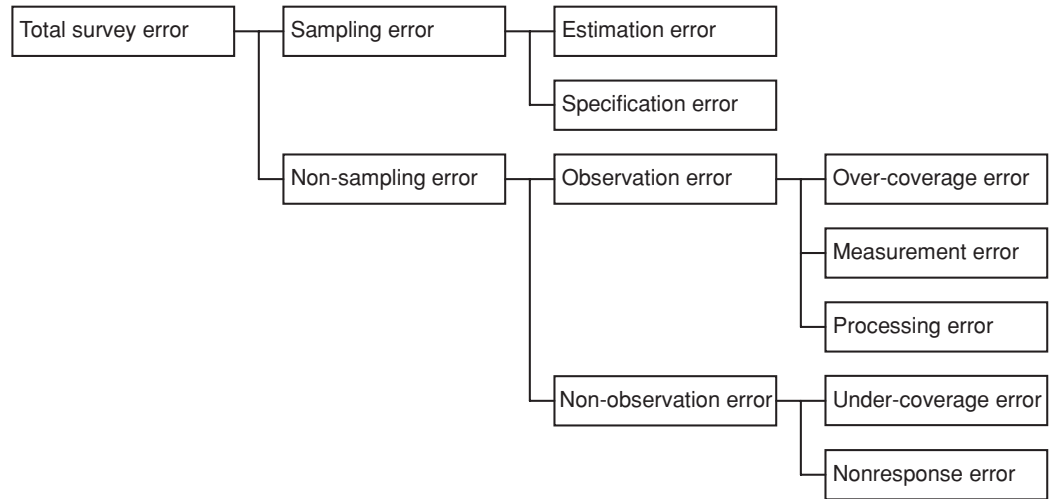 Total survey error
Sampling error
Estimation error
Specification error
Non-sampling error
Observation error
Over-coverage error
Measurement error
Processing error
Non-observation error
Under-coverage error
Nonresponse error